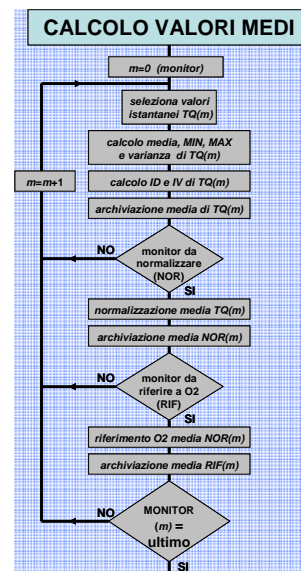 CALCOLO VALORI MEDI
m=0 (monitor)
seleziona valori
istantanei TQ(m)
calcolo media, MIN, MAX
e varianza di TQ(m)
m=m+1
calcolo ID e IV di TQ(m)
archiviazione media di TQ(m)
NO
monitor da
normalizzare
(NOR)
SI
normalizzazione media TQ(m)
archiviazione media NOR(m)
NO
monitor da
riferire a O2
(RIF)
SI
riferimento O2 media NOR(m)
archiviazione media RIF(m)
NO
MONITOR
(m) =
ultimo
SI